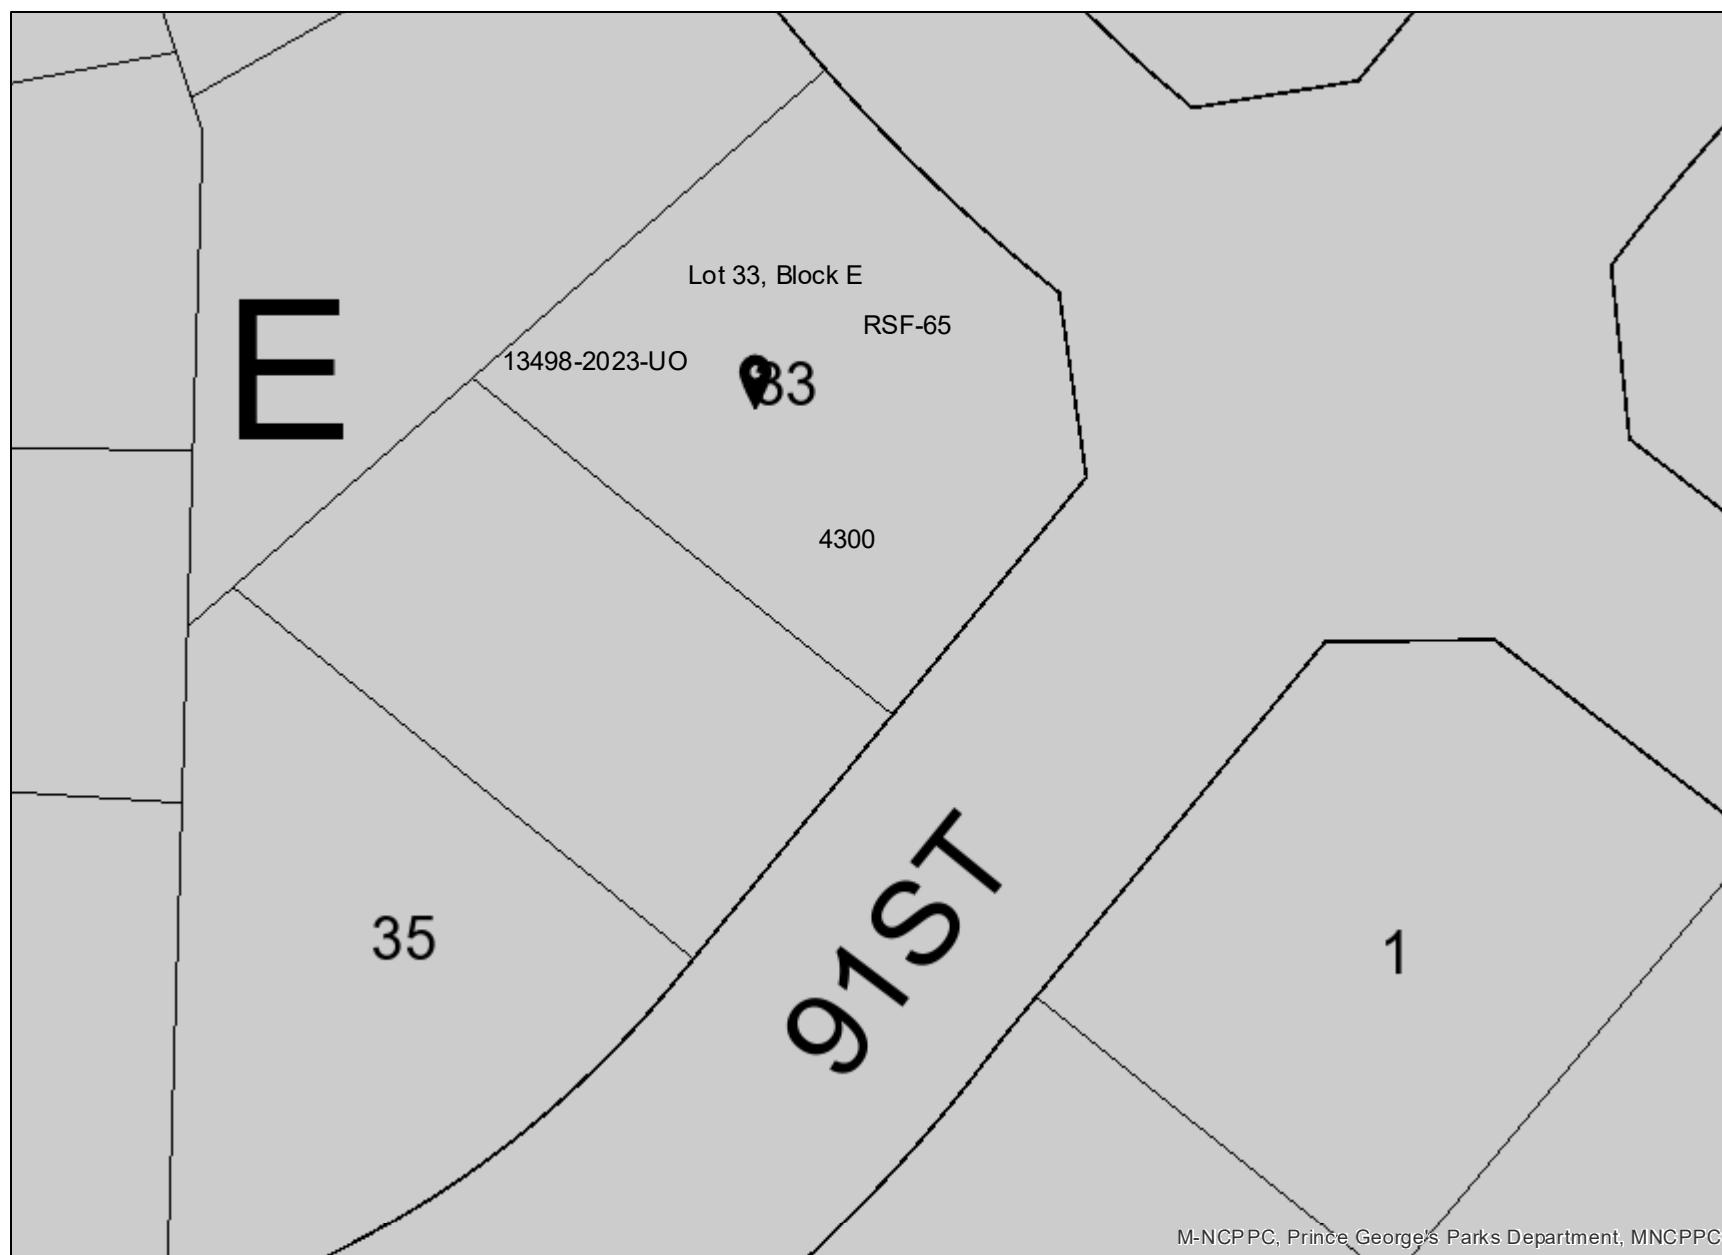 Lot 33, Block E
RSF-65
E
13498-2023-UO
33
4300
91ST
35
1
M-NCPPC, Prince George's Parks Department, MNCPPC